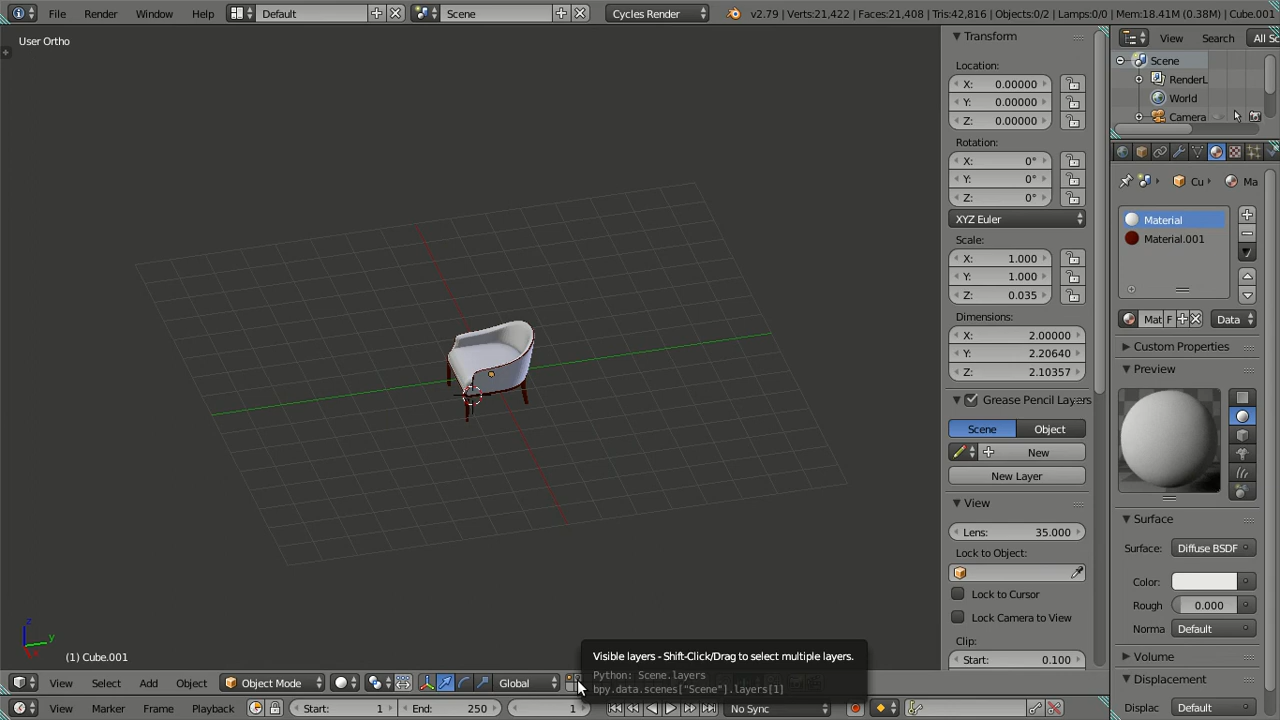 File Render Window Help Default Scene Cycles Render v2.79 | Verts:21,422 | Faces:21,408 | Tris:42,816 | Objects:0/2 | Lamps:0/0 | Mem:18.41M (0.38M) | Cube.001
User Ortho
Transform
Location:
X: 0.00000
Y: 0.00000
Z: 0.00000
Rotation:
X: 0°
Y: 0°
Z: 0°
XYZ Euler
Scale:
X: 1.000
Y: 1.000
Z: 0.035
Dimensions:
X: 2.00000
Y: 2.20640
Z: 2.10357
Grease Pencil Layers
Scene Object
New
New Layer
View
Lens: 35.000
Lock to Object:
Lock to Cursor
Lock Camera to View
Clip:
Start: 0.100
View Search All Sc
Scene
RenderL
World
Camera
Cu Ma
Material
Material.001
Mat F Data
Custom Properties
Preview
Surface
Surface: Diffuse BSDF
Color:
Rough 0.000
Norma Default
Volume
Displacement
Displac Default
z
y
(1) Cube.001
Visible layers - Shift-Click/Drag to select multiple layers.
Python: Scene.layers
bpy.data.scenes["Scene"].layers[1]
View Select Add Object Object Mode Global
View Marker Frame Playback Start: 1 End: 250 1 No Sync